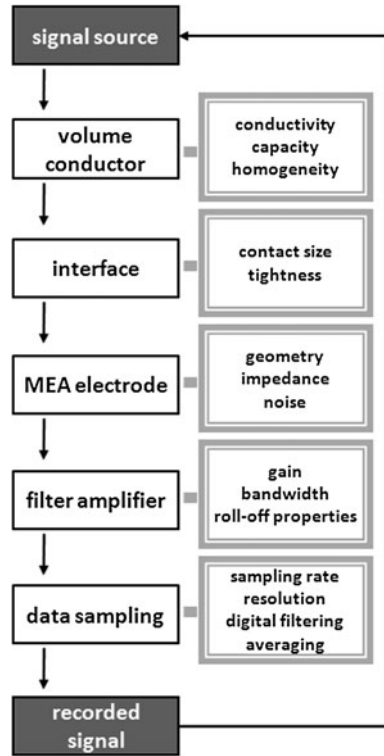 signal source
volume
conductor
conductivity
capacity
homogeneity
interface
contact size
tightness
MEA electrode
geometry
impedance
noise
filter amplifier
gain
bandwidth
roll-off properties
data sampling
sampling rate
resolution
digital filtering
averaging
recorded
signal